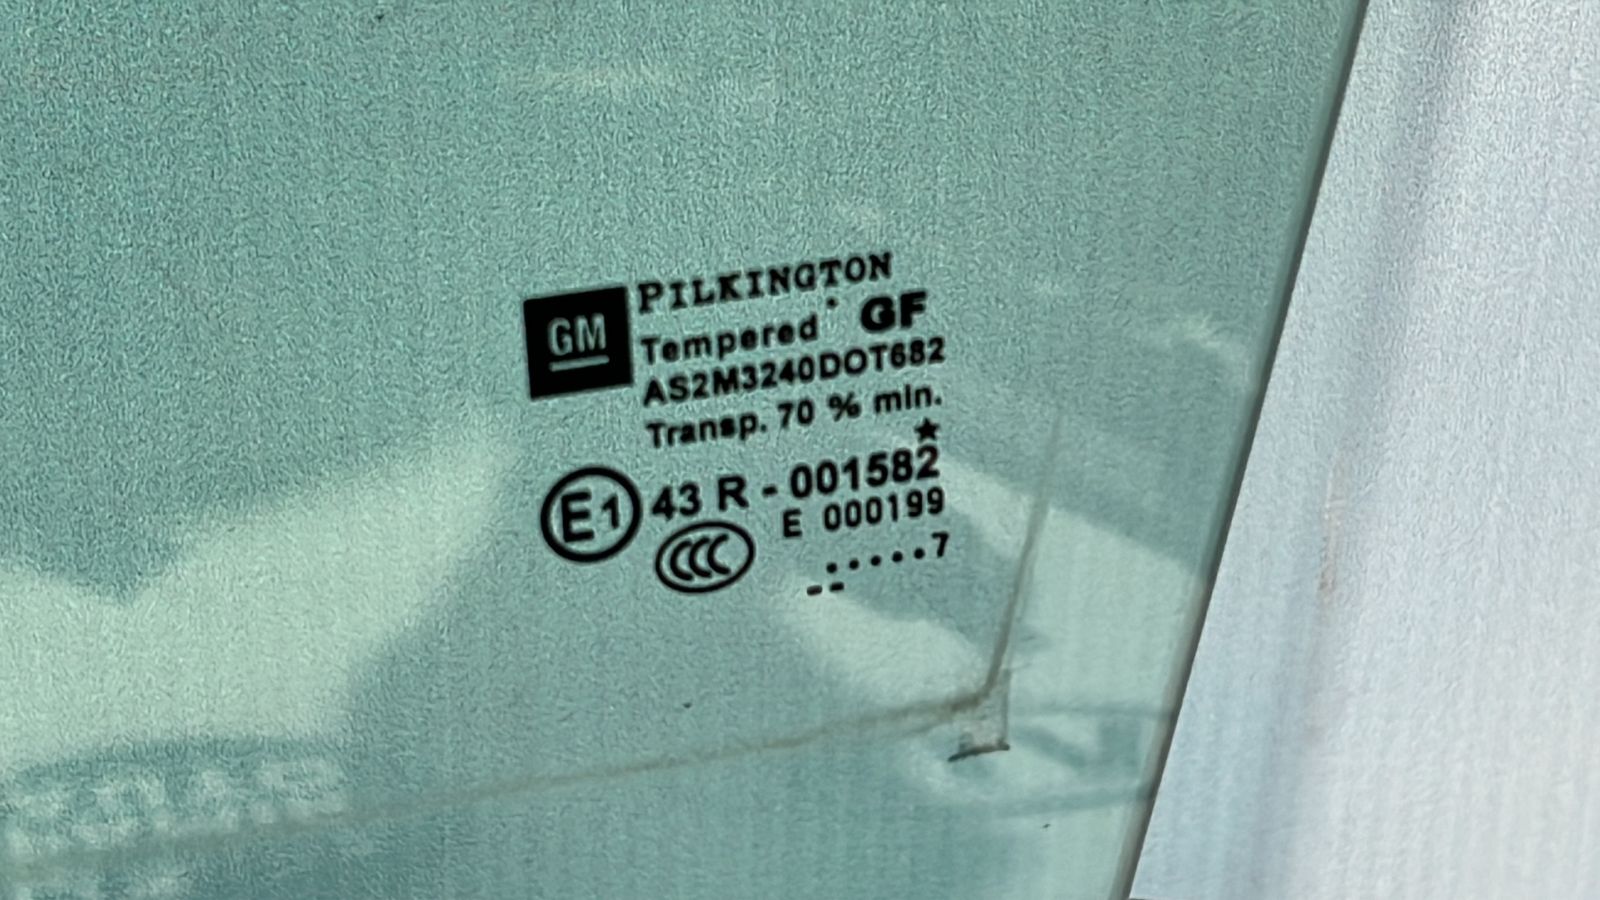 GM
PILKINGTON
Tempered GF
AS2M3240DOT682
Transp. 70 % min.
E1 43 R - 001582
E 000199
CCC
.....7